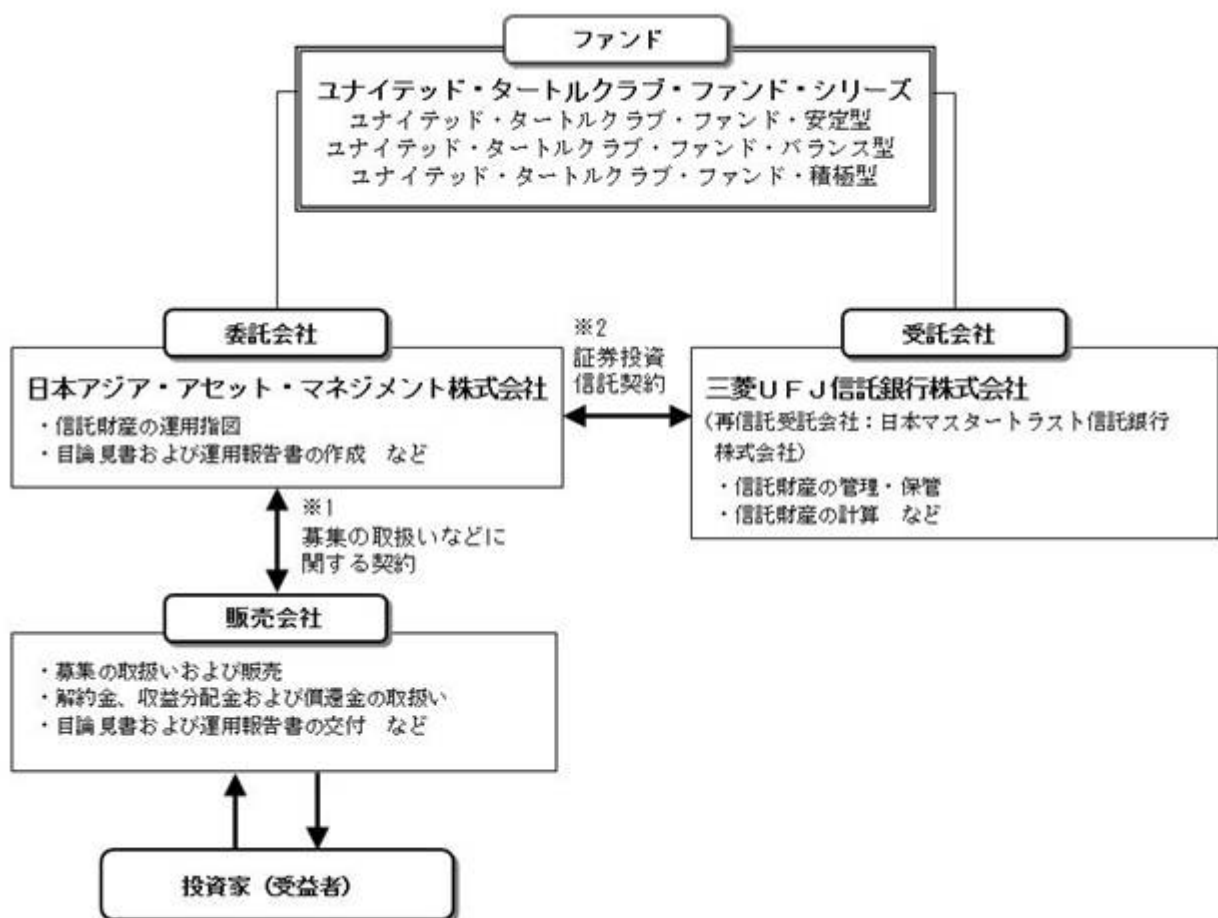 ファンド
ユナイテッド・タートルクラブ・ファンド・シリーズ
ユナイテッド・タートルクラブ・ファンド・安定型
ユナイテッド・タートルクラブ・ファンド・バランス型
ユナイテッド・タートルクラブ・ファンド・積極型
委託会社
日本アジア・アセット・マネジメント株式会社
・信託財産の運用指図
・目論見書および運用報告書の作成　など
※2
証券投資
信託契約
受託会社
三菱ＵＦＪ信託銀行株式会社
（再信託受託会社：日本マスタートラスト信託銀行
株式会社）
・信託財産の管理・保管
・信託財産の計算　など
※1
募集の取扱いなどに
関する契約
販売会社
・募集の取扱いおよび販売
・解約金、収益分配金および償還金の取扱い
・目論見書および運用報告書の交付　など
投資家（受益者）